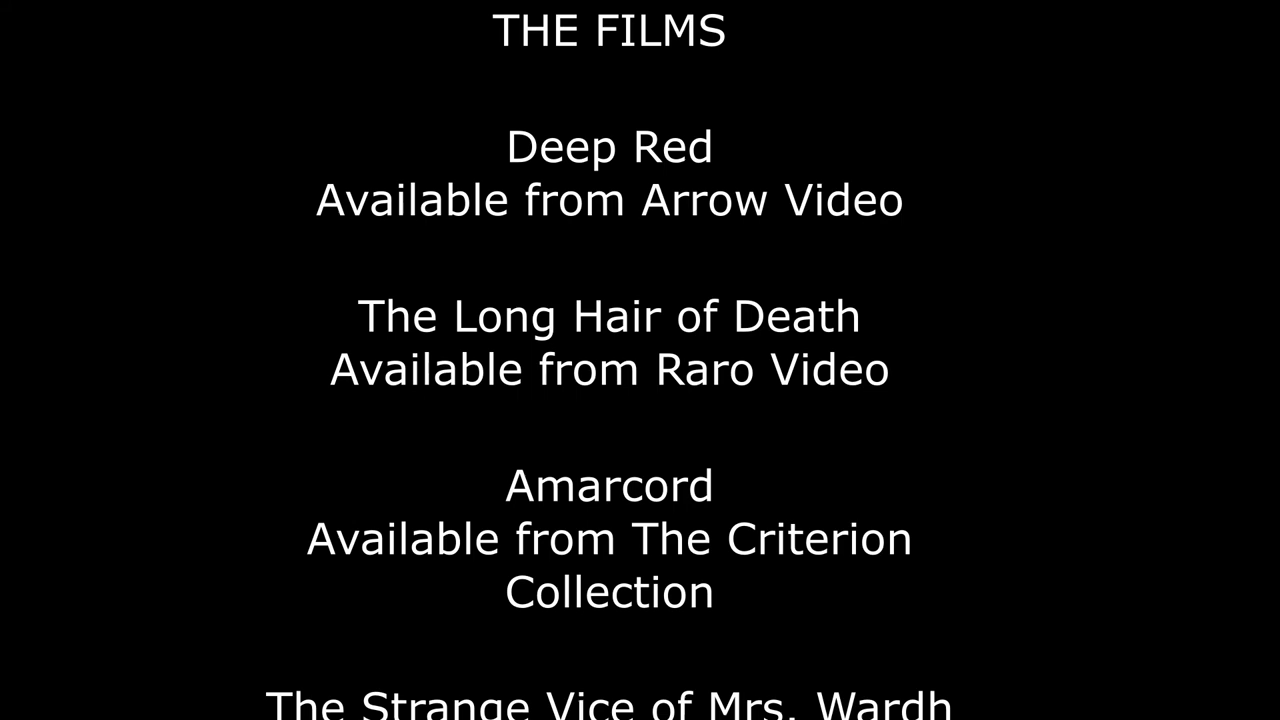 THE FILMS
Deep Red
Available from Arrow Video
The Long Hair of Death
Available from Raro Video
Amarcord
Available from The Criterion
Collection
The Strange Vice of Mrs. Wardh